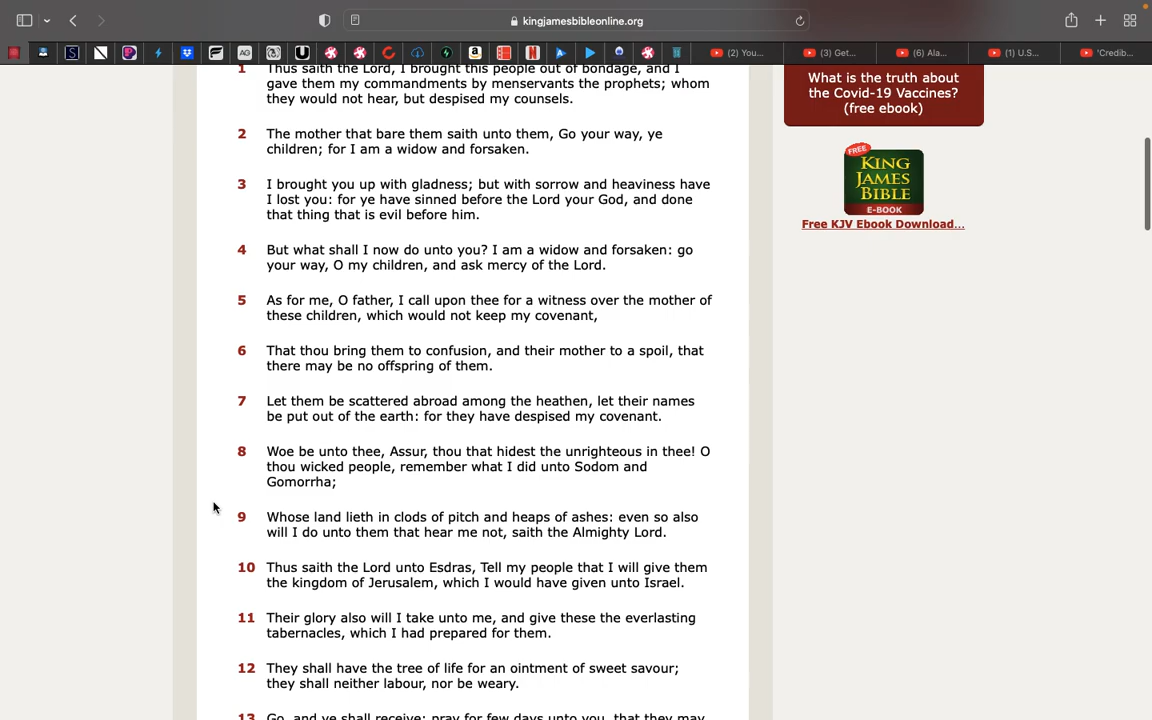 kingjamesbibleonline.org
(2) You...
(3) Get...
(6) Ala...
(1) U.S...
'Credib...
1 Thus saith the Lord, I brought this people out of bondage, and I
gave them my commandments by menservants the prophets; whom
they would not hear, but despised my counsels.
2 The mother that bare them saith unto them, Go your way, ye
children; for I am a widow and forsaken.
3 I brought you up with gladness; but with sorrow and heaviness have
I lost you: for ye have sinned before the Lord your God, and done
that thing that is evil before him.
4 But what shall I now do unto you? I am a widow and forsaken: go
your way, O my children, and ask mercy of the Lord.
5 As for me, O father, I call upon thee for a witness over the mother of
these children, which would not keep my covenant,
6 That thou bring them to confusion, and their mother to a spoil, that
there may be no offspring of them.
7 Let them be scattered abroad among the heathen, let their names
be put out of the earth: for they have despised my covenant.
8 Woe be unto thee, Assur, thou that hidest the unrighteous in thee! O
thou wicked people, remember what I did unto Sodom and
Gomorrha;
9 Whose land lieth in clods of pitch and heaps of ashes: even so also
will I do unto them that hear me not, saith the Almighty Lord.
10 Thus saith the Lord unto Esdras, Tell my people that I will give them
the kingdom of Jerusalem, which I would have given unto Israel.
11 Their glory also will I take unto me, and give these the everlasting
tabernacles, which I had prepared for them.
12 They shall have the tree of life for an ointment of sweet savour;
they shall neither labour, nor be weary.
13 Go, and ye shall receive: pray for few days unto you, that they may
What is the truth about
the Covid-19 Vaccines?
(free ebook)
FREE
KING
JAMES
BIBLE
E-BOOK
Free KJV Ebook Download...